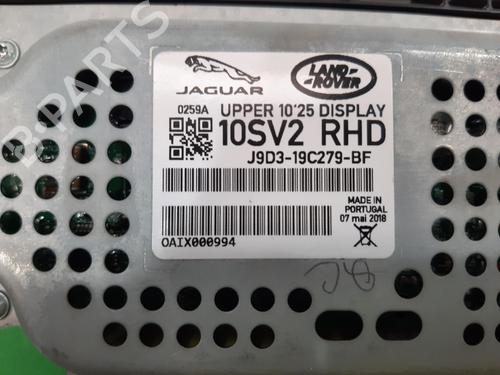 JAGUAR
LAND-
ROVER
0259A
UPPER 10'25 DISPLAY
10SV2 RHD
J9D3-19C279-BF
MADE IN
PORTUGAL
07 mai 2018
OAIX000994
B-PARTS